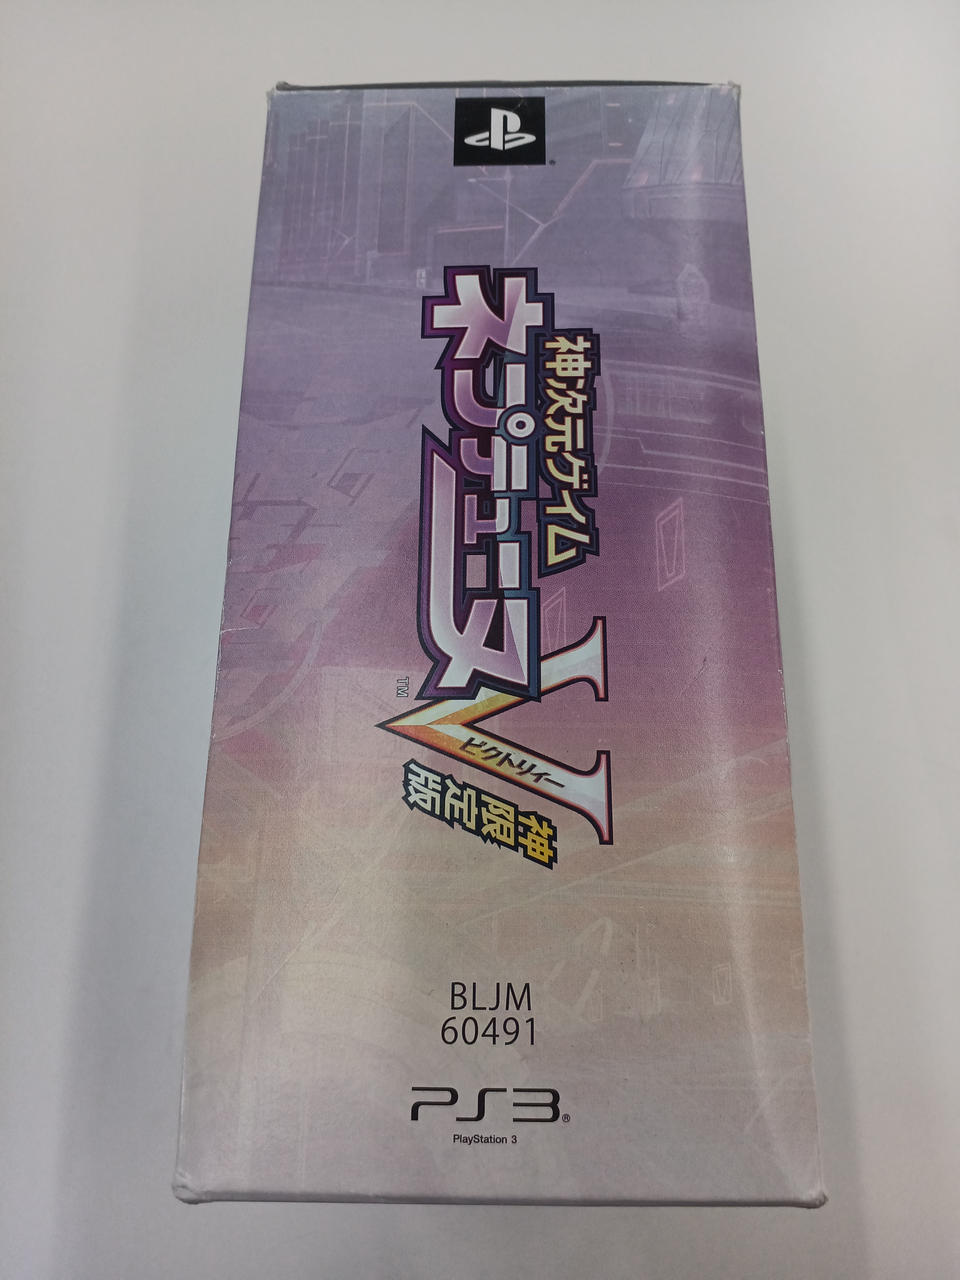 神次元ゲイム
ネプテューヌ
V
ビクトリィー
TM
神限定版
BLJM
60491
PS3®
PlayStation 3